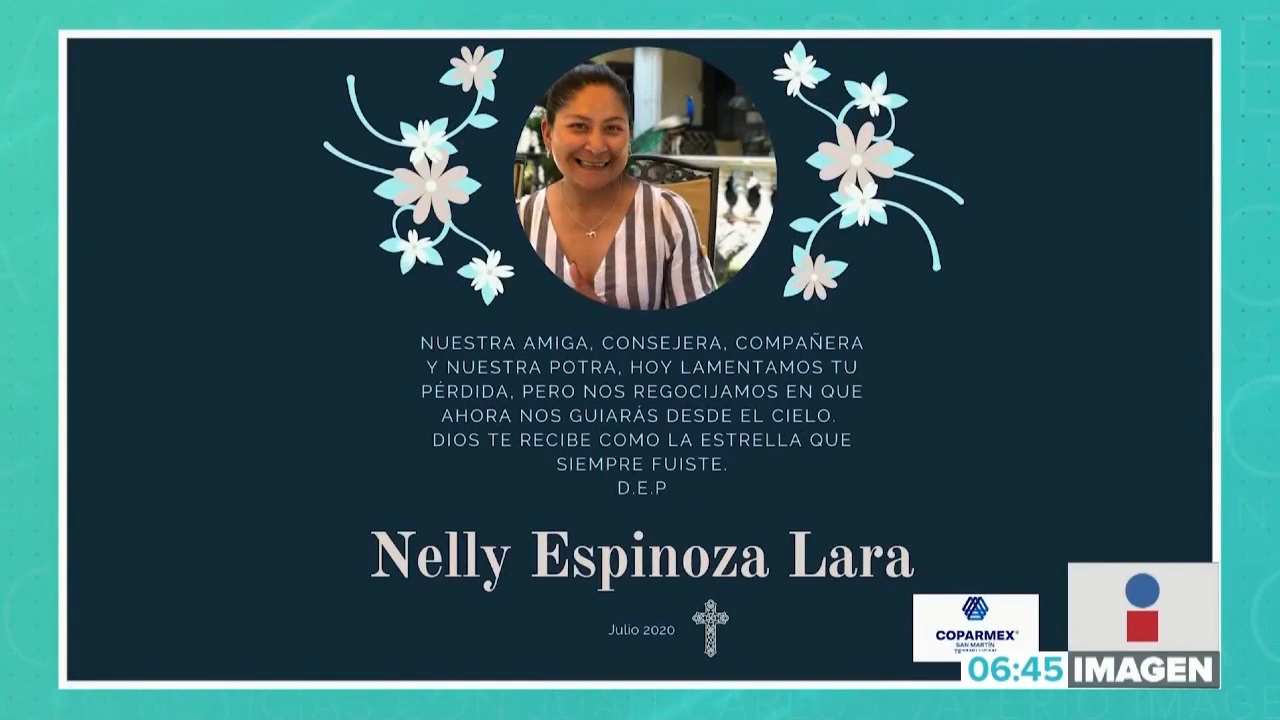 NUESTRA AMIGA, CONSEJERA, COMPAÑERA
Y NUESTRA POTRA, HOY LAMENTAMOS TU
PÉRDIDA, PERO NOS REGOCIJAMOS EN QUE
AHORA NOS GUIARÁS DESDE EL CIELO.
DIOS TE RECIBE COMO LA ESTRELLA QUE
SIEMPRE FUISTE.
D.E.P
Nelly Espinoza Lara
Julio 2020
COPARMEX®
SAN MARTÍN
06:45 IMAGEN